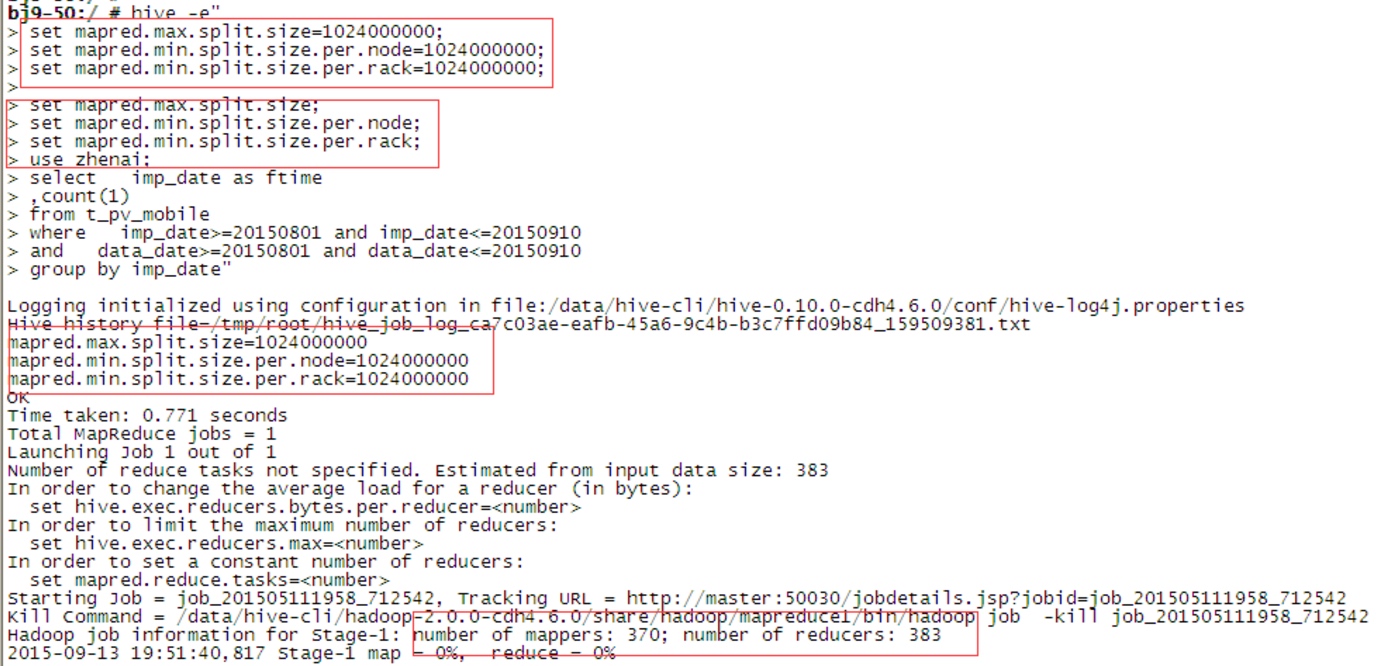 bj9-50:/ # hive -e"
> set mapred.max.split.size=1024000000;
> set mapred.min.split.size.per.node=1024000000;
> set mapred.min.split.size.per.rack=1024000000;
>
> set mapred.max.split.size;
> set mapred.min.split.size.per.node;
> set mapred.min.split.size.per.rack;
> use zhenai;
> select   imp_date as ftime
> ,count(1)
> from t_pv_mobile
> where   imp_date>=20150801 and imp_date<=20150910
> and   data_date>=20150801 and data_date<=20150910
> group by imp_date"
Logging initialized using configuration in file:/data/hive-cli/hive-0.10.0-cdh4.6.0/conf/hive-log4j.properties
Hive history file=/tmp/root/hive_job_log_ca7c03ae-eafb-45a6-9c4b-b3c7ffd09b84_159509381.txt
mapred.max.split.size=1024000000
mapred.min.split.size.per.node=1024000000
mapred.min.split.size.per.rack=1024000000
OK
Time taken: 0.771 seconds
Total MapReduce jobs = 1
Launching Job 1 out of 1
Number of reduce tasks not specified. Estimated from input data size: 383
In order to change the average load for a reducer (in bytes):
  set hive.exec.reducers.bytes.per.reducer=<number>
In order to limit the maximum number of reducers:
  set hive.exec.reducers.max=<number>
In order to set a constant number of reducers:
  set mapred.reduce.tasks=<number>
Starting Job = job_201505111958_712542, Tracking URL = http://master:50030/jobdetails.jsp?jobid=job_201505111958_712542
Kill Command = /data/hive-cli/hadoop-2.0.0-cdh4.6.0/share/hadoop/mapreduce1/bin/hadoop job  -kill job_201505111958_712542
Hadoop job information for Stage-1: number of mappers: 370; number of reducers: 383
2015-09-13 19:51:40,817 Stage-1 map = 0%,  reduce = 0%